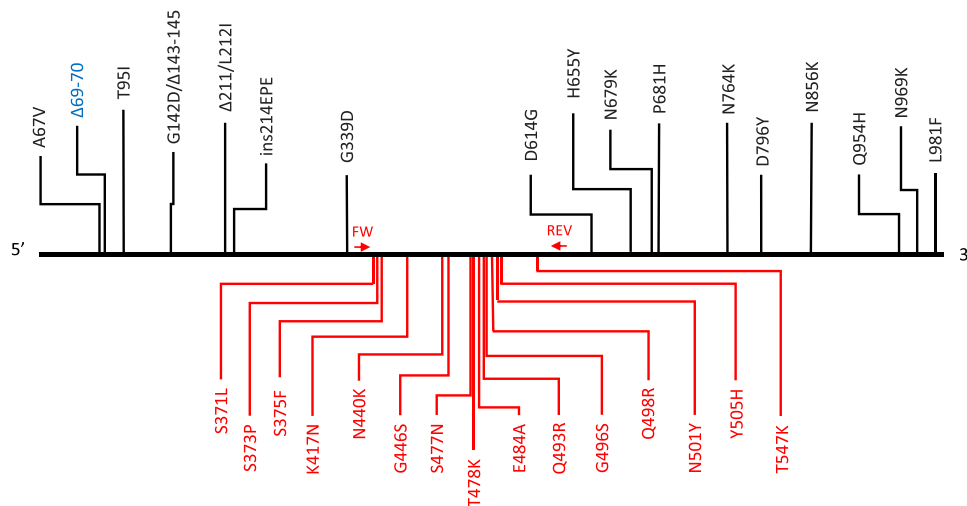 A67V
Δ69-70
T95I
G142D/Δ143-145
Δ211/L212I
ins214EPE
G339D
D614G
H655Y
N679K
P681H
N764K
D796Y
N856K
Q954H
N969K
L981F
FW
REV
5’
3
S371L
S373P
S375F
K417N
N440K
G446S
S477N
T478K
E484A
Q493R
G496S
Q498R
N501Y
Y505H
T547K